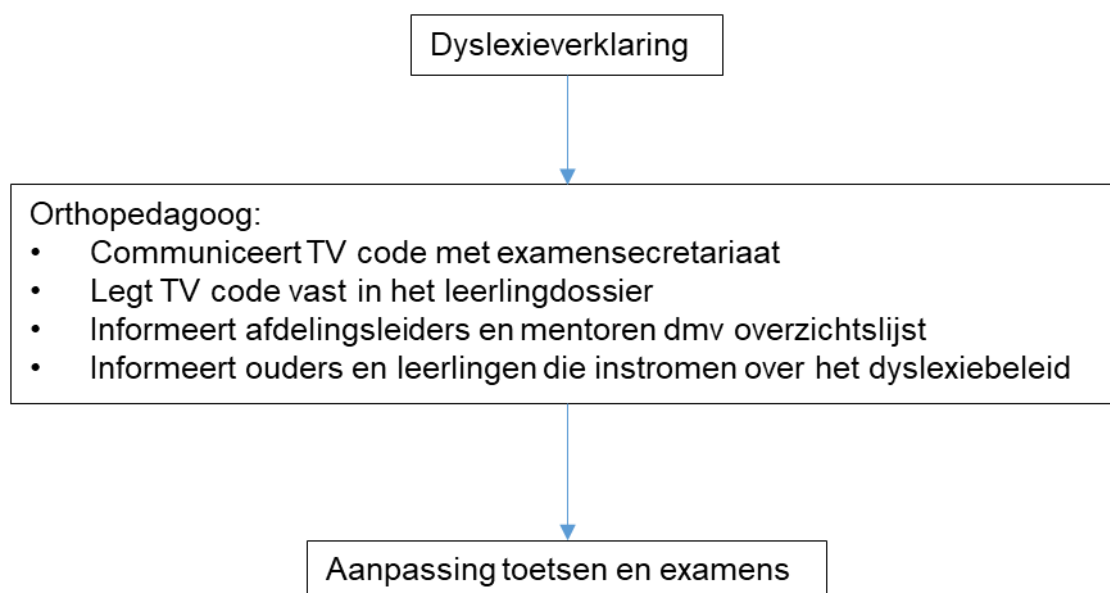 Dyslexieverklaring
Orthopedagoog:
• Communiceert TV code met examensecretariaat
• Legt TV code vast in het leerlingdossier
• Informeert afdelingsleiders en mentoren dmv overzichtslijst
• Informeert ouders en leerlingen die instromen over het dyslexiebeleid
Aanpassing toetsen en examens